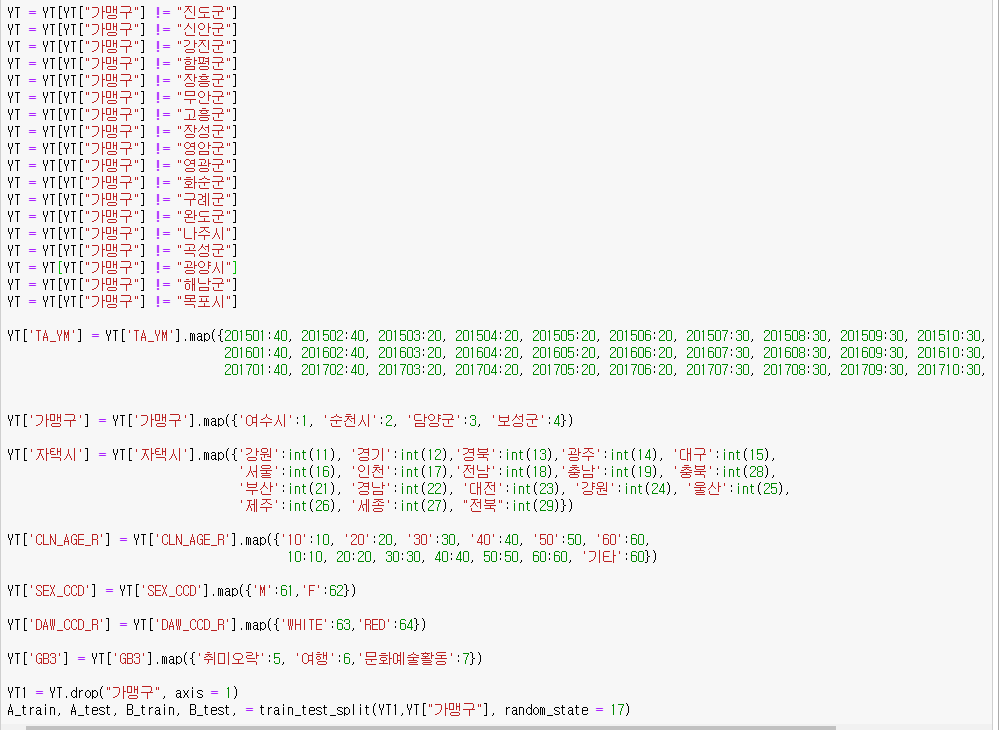 YT = YT[YT["가맹구"] != "진도군"]
YT = YT[YT["가맹구"] != "신안군"]
YT = YT[YT["가맹구"] != "강진군"]
YT = YT[YT["가맹구"] != "함평군"]
YT = YT[YT["가맹구"] != "장흥군"]
YT = YT[YT["가맹구"] != "무안군"]
YT = YT[YT["가맹구"] != "고흥군"]
YT = YT[YT["가맹구"] != "장성군"]
YT = YT[YT["가맹구"] != "영암군"]
YT = YT[YT["가맹구"] != "영광군"]
YT = YT[YT["가맹구"] != "화순군"]
YT = YT[YT["가맹구"] != "구례군"]
YT = YT[YT["가맹구"] != "완도군"]
YT = YT[YT["가맹구"] != "나주시"]
YT = YT[YT["가맹구"] != "곡성군"]
YT = YT[YT["가맹구"] != "광양시"]
YT = YT[YT["가맹구"] != "해남군"]
YT = YT[YT["가맹구"] != "목포시"]
YT['TA_YM'] = YT['TA_YM'].map({201501:40, 201502:40, 201503:20, 201504:20, 201505:20, 201506:20, 201507:30, 201508:30, 201509:30, 201510:30,
201601:40, 201602:40, 201603:20, 201604:20, 201605:20, 201606:20, 201607:30, 201608:30, 201609:30, 201610:30,
201701:40, 201702:40, 201703:20, 201704:20, 201705:20, 201706:20, 201707:30, 201708:30, 201709:30, 201710:30,
YT['가맹구'] = YT['가맹구'].map({'여수시':1, '순천시':2, '담양군':3, '보성군':4})
YT['자택시'] = YT['자택시'].map({'강원':int(11), '경기':int(12),'경북':int(13),'광주':int(14), '대구':int(15),
'서울':int(16), '인천':int(17),'전남':int(18),'충남':int(19), '충북':int(28),
'부산':int(21), '경남':int(22), '대전':int(23), '강원':int(24), '울산':int(25),
'제주':int(26), '세종':int(27), "전북":int(29)})
YT['CLN_AGE_R'] = YT['CLN_AGE_R'].map({'10':10, '20':20, '30':30, '40':40, '50':50, '60':60,
10:10, 20:20, 30:30, 40:40, 50:50, 60:60, '기타':60})
YT['SEX_CCD'] = YT['SEX_CCD'].map({'M':61,'F':62})
YT['DAW_CCD_R'] = YT['DAW_CCD_R'].map({'WHITE':63,'RED':64})
YT['GB3'] = YT['GB3'].map({'취미오락':5, '여행':6,'문화예술활동':7})
YT1 = YT.drop("가맹구", axis = 1)
A_train, A_test, B_train, B_test, = train_test_split(YT1,YT["가맹구"], random_state = 17)